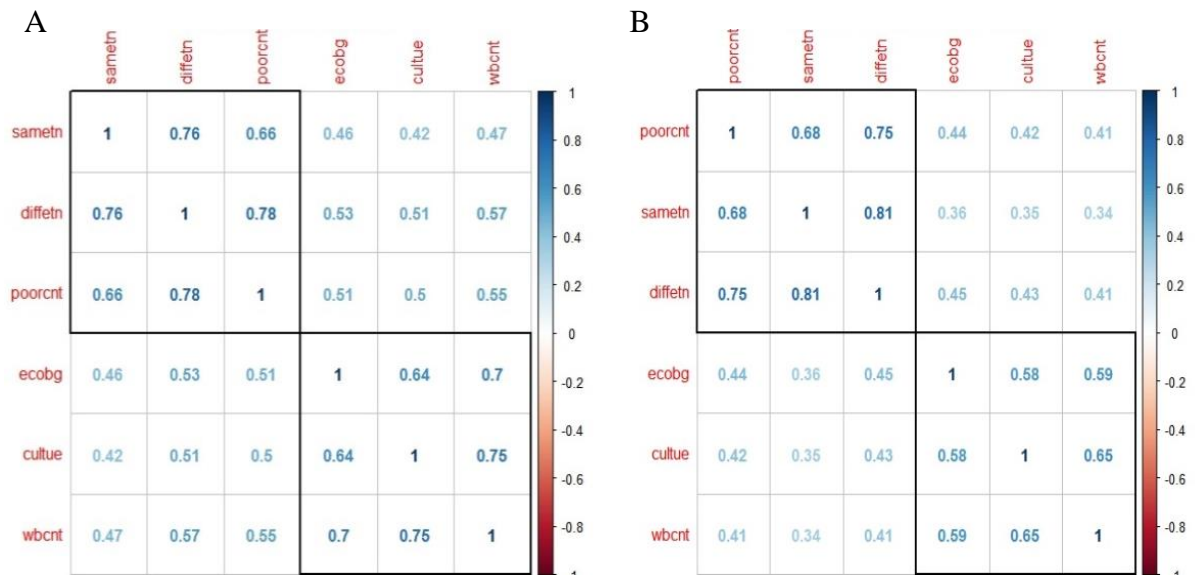 A
sametn diffetn poorcnt ecobg cultue wbcnt
sametn 1 0.76 0.66 0.46 0.42 0.47
diffetn 0.76 1 0.78 0.53 0.51 0.57
poorcnt 0.66 0.78 1 0.51 0.5 0.55
ecobg 0.46 0.53 0.51 1 0.64 0.7
cultue 0.42 0.51 0.5 0.64 1 0.75
wbcnt 0.47 0.57 0.55 0.7 0.75 1
1
0.8
0.6
0.4
0.2
0
-0.2
-0.4
-0.6
-0.8
-1
B
poorcnt sametn diffetn ecobg cultue wbcnt
poorcnt 1 0.68 0.75 0.44 0.42 0.41
sametn 0.68 1 0.81 0.36 0.35 0.34
diffetn 0.75 0.81 1 0.45 0.43 0.41
ecobg 0.44 0.36 0.45 1 0.58 0.59
cultue 0.42 0.35 0.43 0.58 1 0.65
wbcnt 0.41 0.34 0.41 0.59 0.65 1
1
0.8
0.6
0.4
0.2
0
-0.2
-0.4
-0.6
-0.8
-1